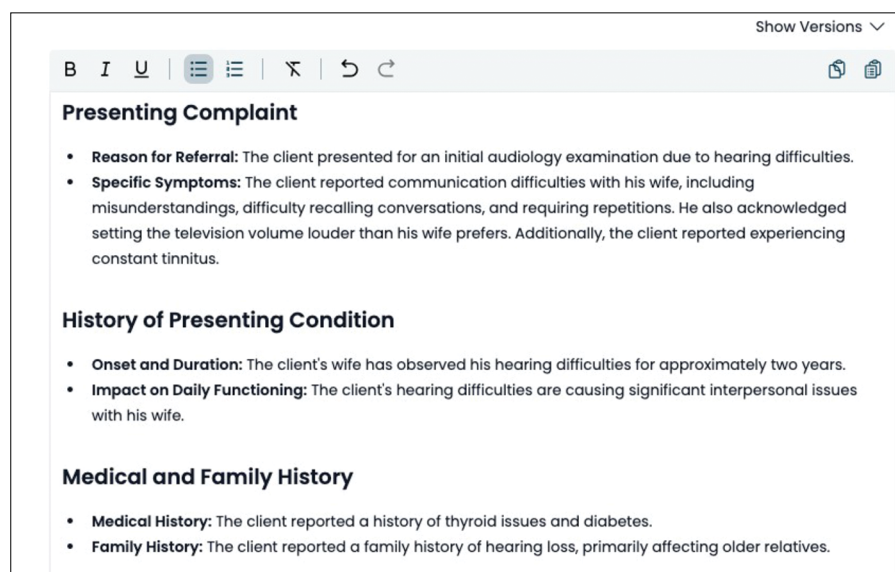 Show Versions
B I U
Presenting Complaint
• Reason for Referral: The client presented for an initial audiology examination due to hearing difficulties.
• Specific Symptoms: The client reported communication difficulties with his wife, including
misunderstandings, difficulty recalling conversations, and requiring repetitions. He also acknowledged
setting the television volume louder than his wife prefers. Additionally, the client reported experiencing
constant tinnitus.
History of Presenting Condition
• Onset and Duration: The client's wife has observed his hearing difficulties for approximately two years.
• Impact on Daily Functioning: The client's hearing difficulties are causing significant interpersonal issues
with his wife.
Medical and Family History
• Medical History: The client reported a history of thyroid issues and diabetes.
• Family History: The client reported a family history of hearing loss, primarily affecting older relatives.